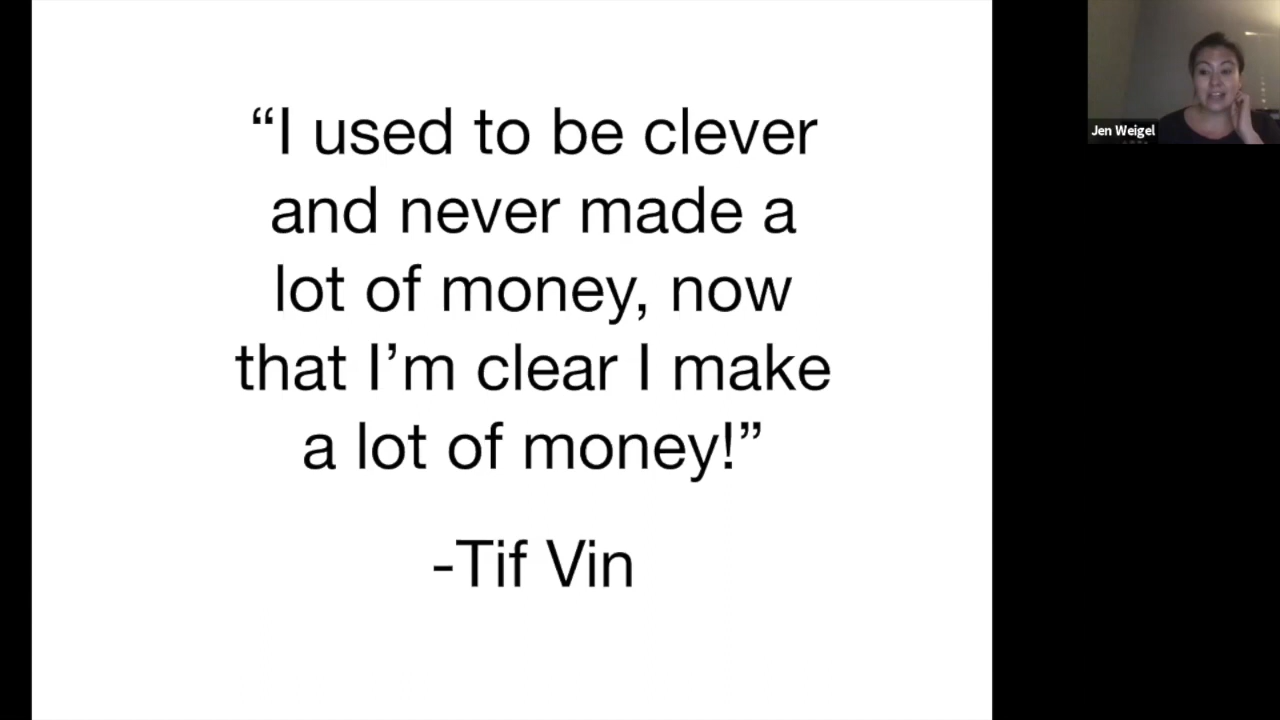 “I used to be clever
and never made a
lot of money, now
that I’m clear I make
a lot of money!”
-Tif Vin
Jen Weigel